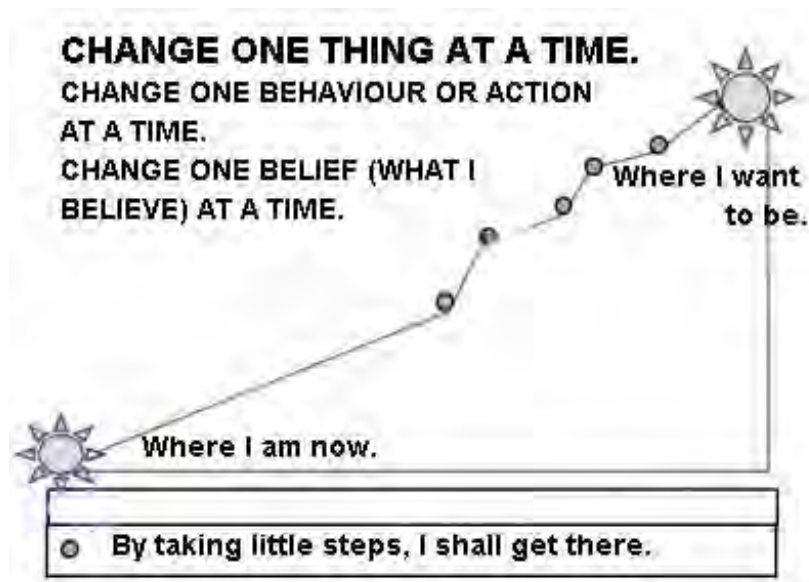 CHANGE ONE THING AT A TIME.
CHANGE ONE BEHAVIOUR OR ACTION
AT A TIME.
CHANGE ONE BELIEF (WHAT I
BELIEVE) AT A TIME.
Where I want
to be.
Where I am now.
By taking little steps, I shall get there.